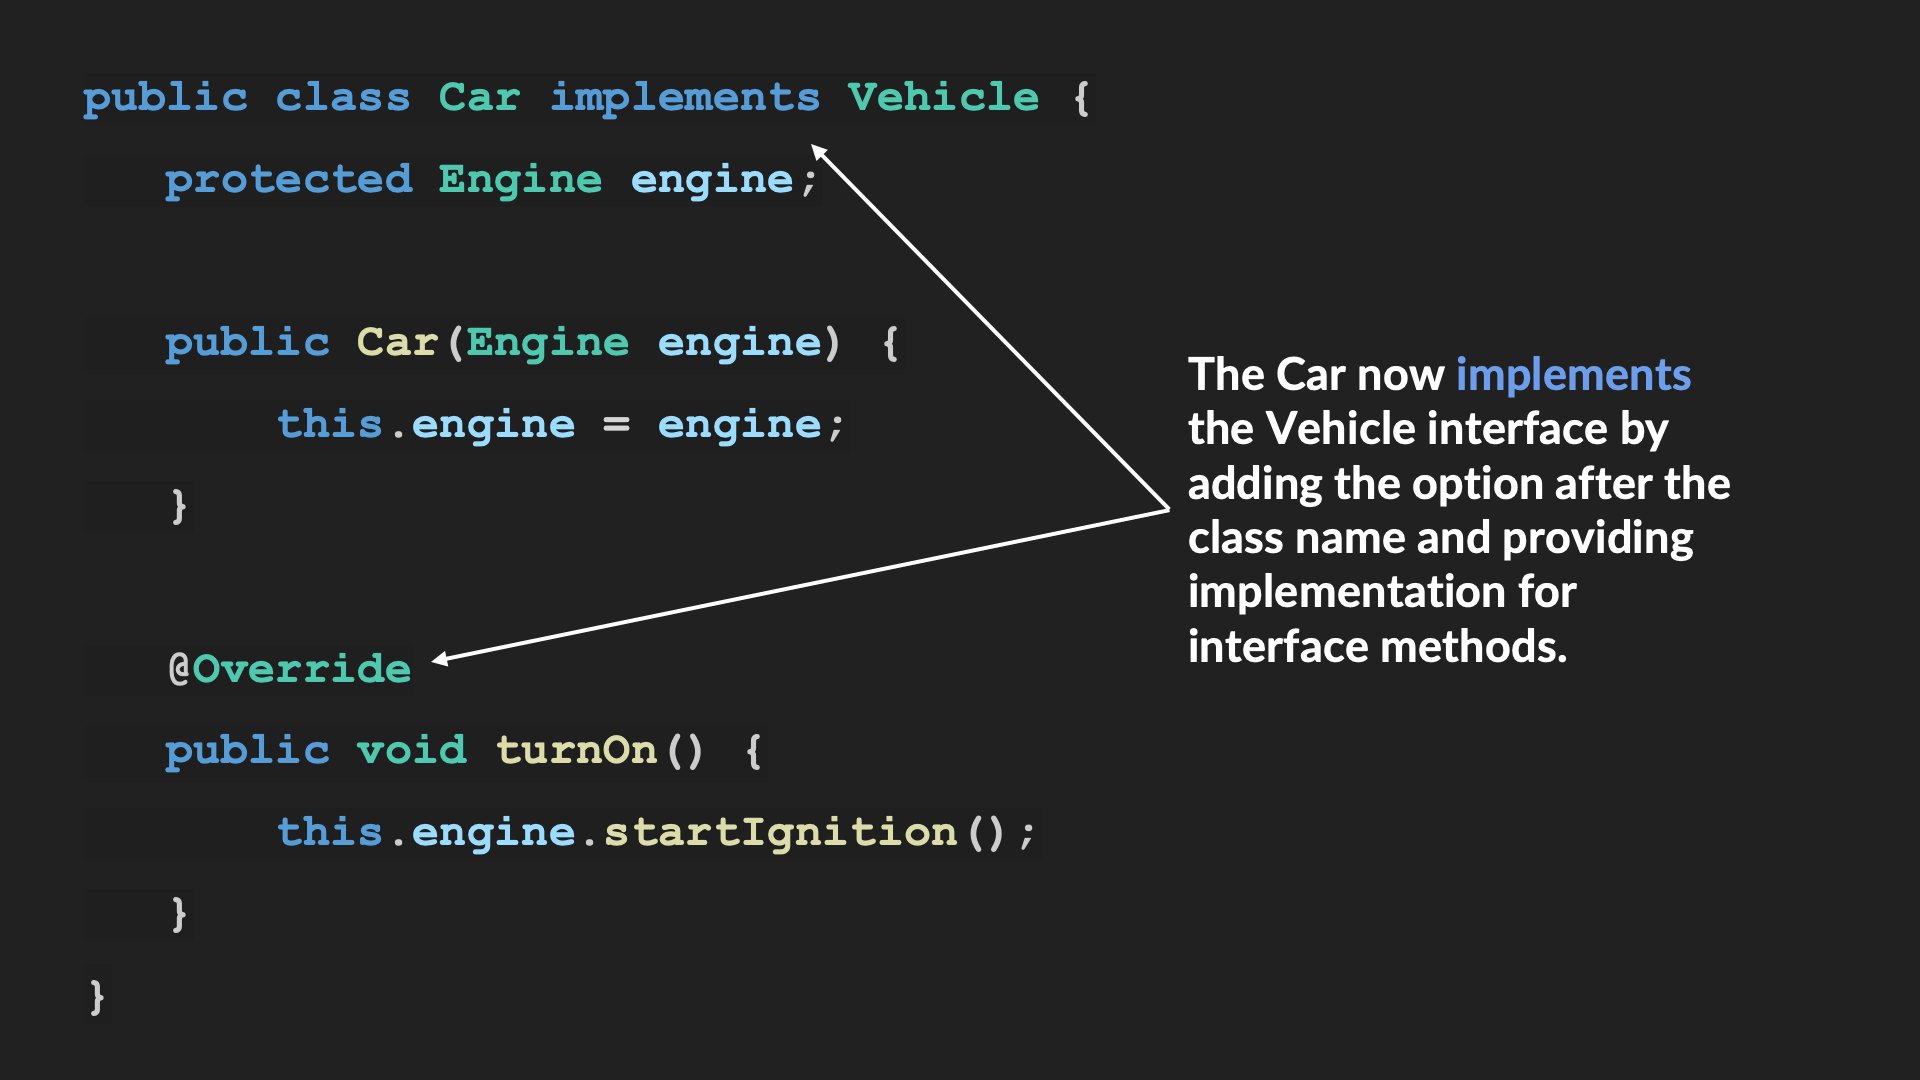 public class Car implements Vehicle {
protected Engine engine;
public Car(Engine engine) {
this.engine = engine;
}
@Override
public void turnOn() {
this.engine.startIgnition();
}
}
The Car now implements
the Vehicle interface by
adding the option after the
class name and providing
implementation for
interface methods.